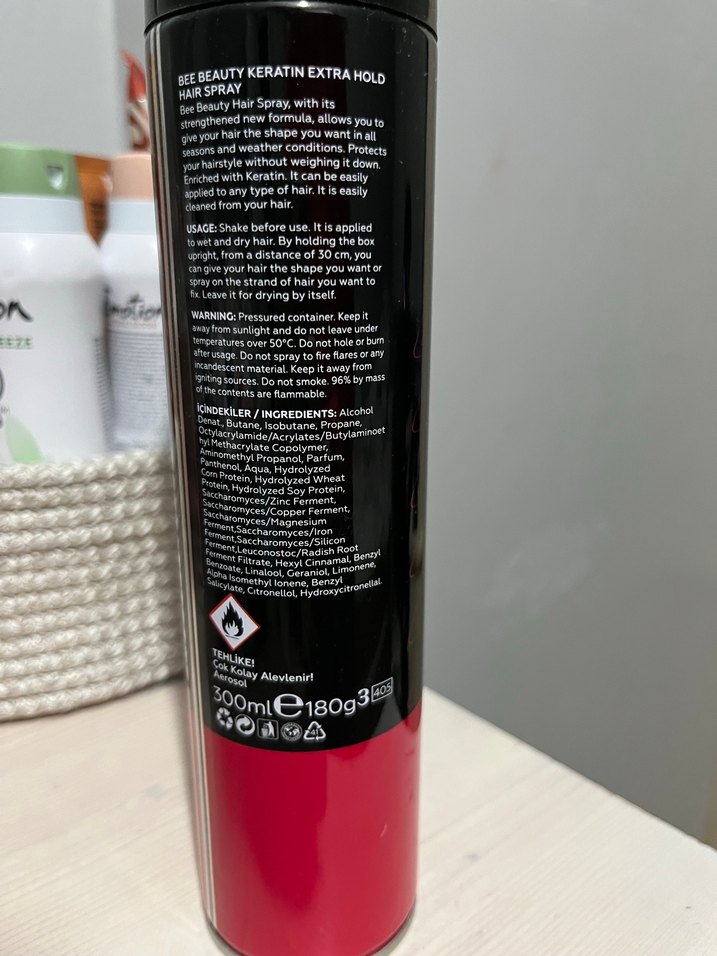 BEE BEAUTY KERATIN EXTRA HOLD
HAIR SPRAY
Bee Beauty Hair Spray, with its
strengthened new formula, allows you to
give your hair the shape you want in all
seasons and weather conditions. Protects
your hairstyle without weighing it down.
Enriched with Keratin. It can be easily
applied to any type of hair. It is easily
cleaned from your hair.
USAGE: Shake before use. It is applied
to wet and dry hair. By holding the box
upright, from a distance of 30 cm, you
can give your hair the shape you want or
spray on the strand of hair you want to
fix. Leave it for drying by itself.
WARNING: Pressured container. Keep it
away from sunlight and do not leave under
temperatures over 50°C. Do not hole or burn
after usage. Do not spray to fire flares or any
incandescent material. Keep it away from
igniting sources. Do not smoke. 96% by mass
of the contents are flammable.
İÇİNDEKİLER / INGREDIENTS: Alcohol
Denat., Butane, Isobutane, Propane,
Octylacrylamide/Acrylates/Butylaminoet
hyl Methacrylate Copolymer,
Aminomethyl Propanol, Parfum,
Panthenol, Aqua, Hydrolyzed
Corn Protein, Hydrolyzed Wheat
Protein, Hydrolyzed Soy Protein,
Saccharomyces/Zinc Ferment,
Saccharomyces/Copper Ferment,
Saccharomyces/Magnesium
Ferment,Saccharomyces/Iron
Ferment,Saccharomyces/Silicon
Ferment,Leuconostoc/Radish Root
Ferment Filtrate, Hexyl Cinnamal, Benzyl
Benzoate, Linalool, Geraniol, Limonene,
Alpha Isomethyl Ionene, Benzyl
Salicylate, Citronellol, Hydroxycitronellal.
TEHLİKE!
Çok Kolay Alevlenir!
Aerosol
300ml e 180g 3 405
41
on
EEZE
emotion